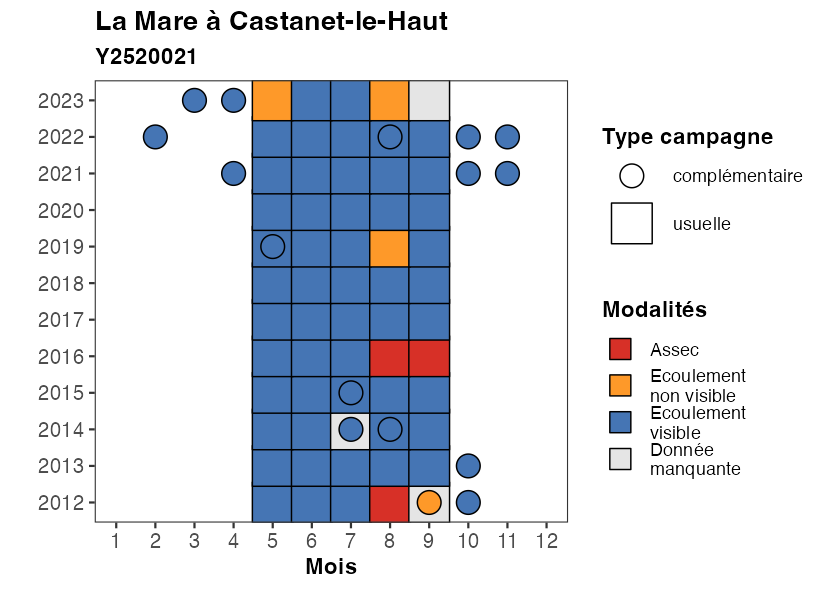 La Mare à Castanet-le-Haut
Y2520021
2023
2022
2021
2020
2019
2018
2017
2016
2015
2014
2013
2012
1 2 3 4 5 6 7 8 9 10 11 12
Mois
Type campagne
complémentaire
usuelle
Modalités
Assec
Ecoulement
non visible
Ecoulement
visible
Donnée
manquante